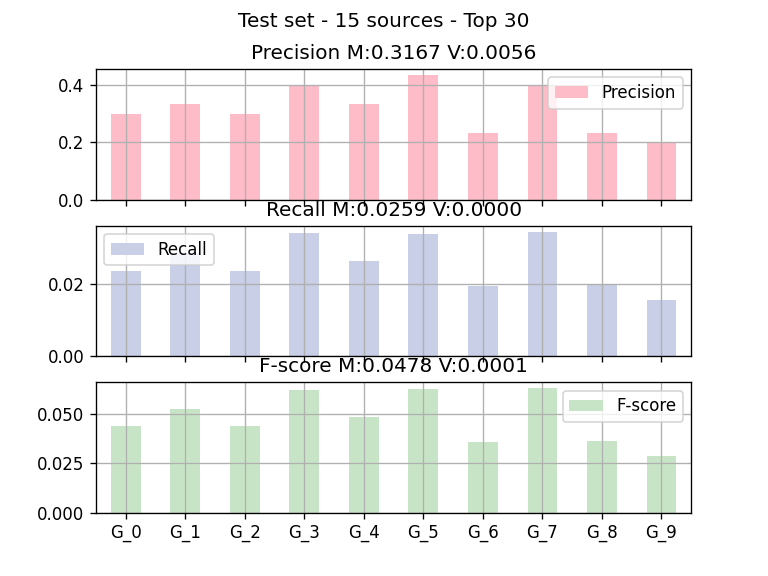 Test set - 15 sources - Top 30
Precision M:0.3167 V:0.0056
0.4
0.2
0.0
Precision
Recall M:0.0259 V:0.0000
0.02
0.00
Recall
F-score M:0.0478 V:0.0001
0.050
0.025
0.000
F-score
G_0 G_1 G_2 G_3 G_4 G_5 G_6 G_7 G_8 G_9